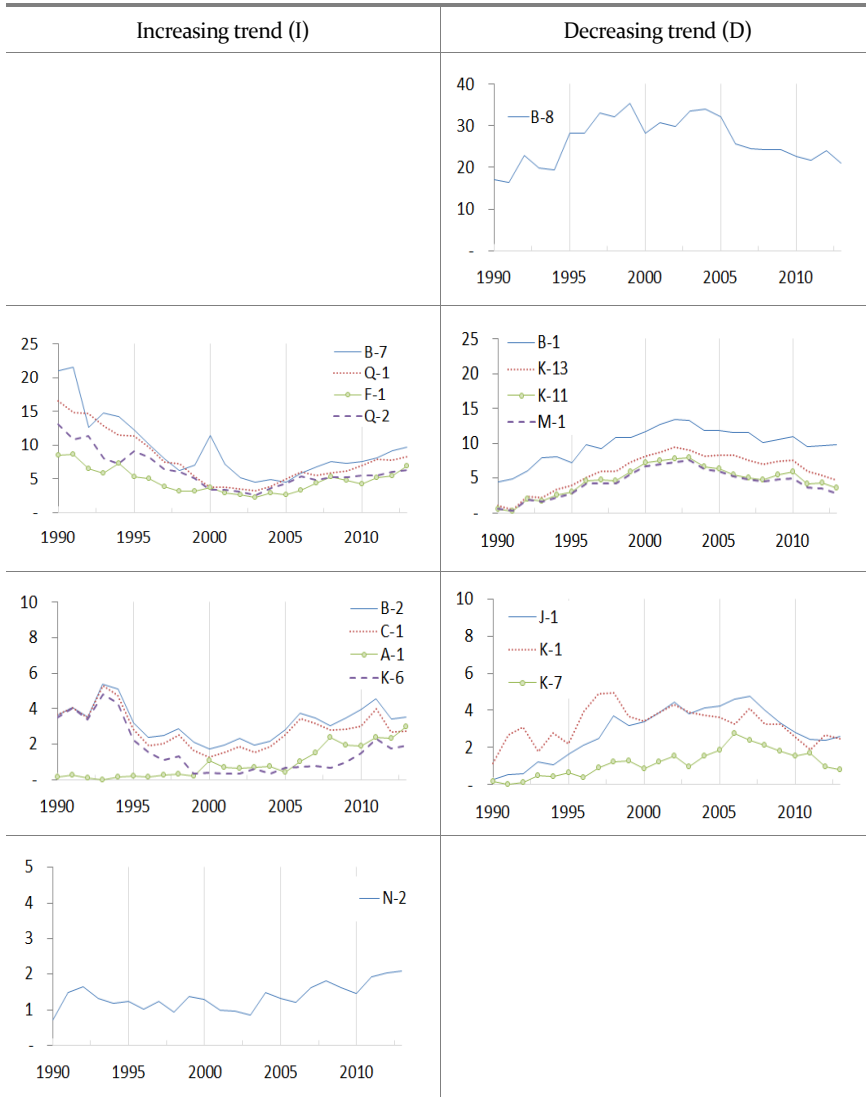 Increasing trend (I)
Decreasing trend (D)
40
30
20
10
-
B-8
1990 1995 2000 2005 2010
25
20
15
10
5
-
B-7
Q-1
F-1
Q-2
1990 1995 2000 2005 2010
25
20
15
10
5
-
B-1
K-13
K-11
M-1
1990 1995 2000 2005 2010
10
8
6
4
2
-
B-2
C-1
A-1
K-6
1990 1995 2000 2005 2010
10
8
6
4
2
-
J-1
K-1
K-7
1990 1995 2000 2005 2010
5
4
3
2
1
-
N-2
1990 1995 2000 2005 2010